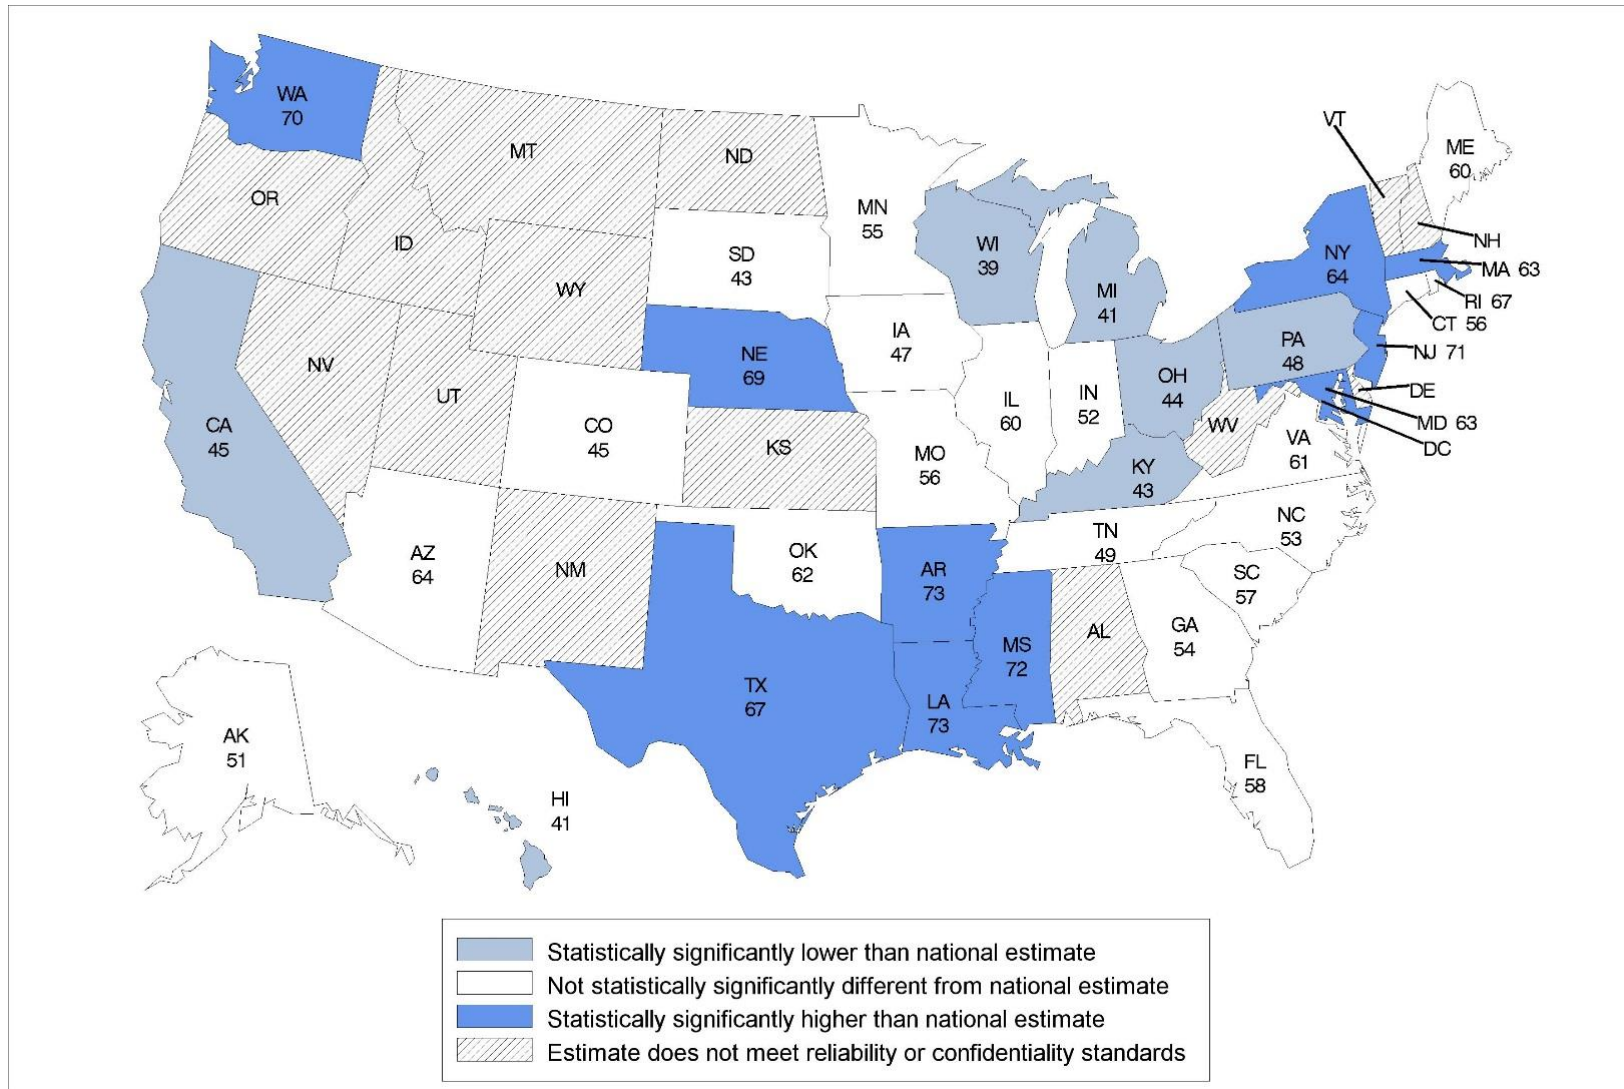 WA
70
MT
ND
OR
ID
MN
55
SD
43
WY
WI
39
MI
41
VT
ME
60
NH
NY
64
MA 63
RI 67
CT 56
NJ 71
PA
48
DE
MD 63
DC
NV
UT
CA
45
CO
45
NE
69
IA
47
KS
MO
56
IL
60
IN
52
OH
44
WV
VA
61
KY
43
TN
49
NC
53
SC
57
AZ
64
NM
OK
62
AR
73
MS
72
AL
GA
54
TX
67
LA
73
FL
58
AK
51
HI
41
Statistically significantly lower than national estimate
Not statistically significantly different from national estimate
Statistically significantly higher than national estimate
Estimate does not meet reliability or confidentiality standards